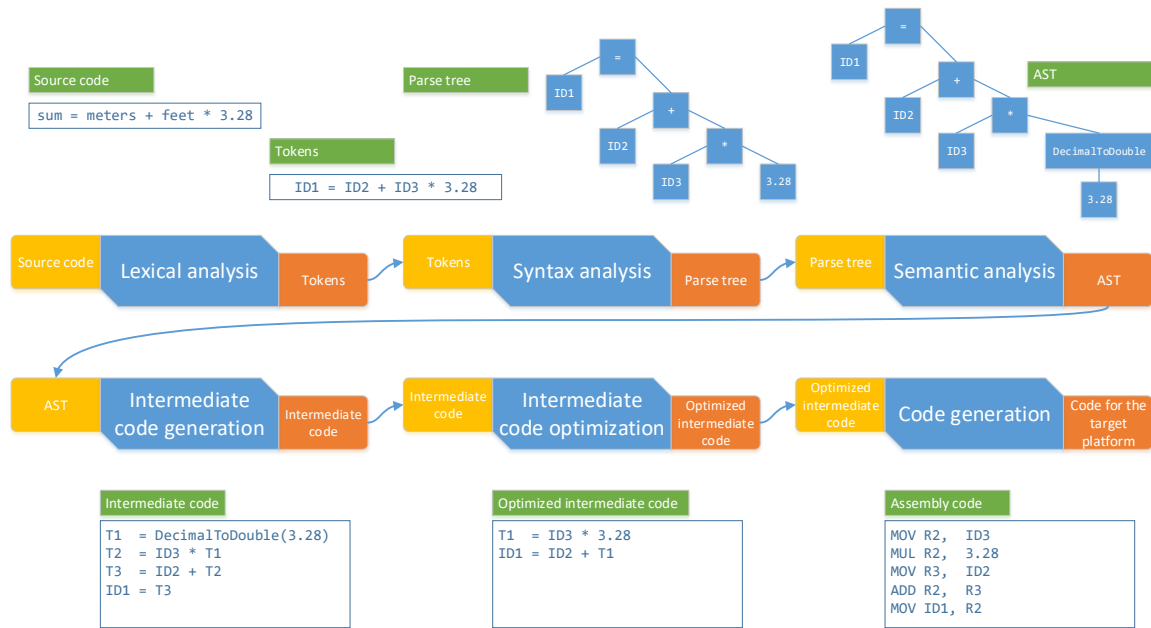 Source code
sum = meters + feet * 3.28
Tokens
ID1 = ID2 + ID3 * 3.28
Parse tree
=
ID1
+
ID2
*
ID3
3.28
AST
=
ID1
+
ID2
*
ID3
DecimalToDouble
3.28
Source code
Lexical analysis
Tokens
Tokens
Syntax analysis
Parse tree
Parse tree
Semantic analysis
AST
AST
Intermediate
code generation
Intermediate
code
Intermediate
code
Intermediate
code optimization
Optimized
intermediate
code
Optimized
intermediate
code
Code generation
Code for the
target
platform
Intermediate code
T1 = DecimalToDouble(3.28)
T2 = ID3 * T1
T3 = ID2 + T2
ID1 = T3
Optimized intermediate code
T1 = ID3 * 3.28
ID1 = ID2 + T1
Assembly code
MOV R2, ID3
MUL R2, 3.28
MOV R3, ID2
ADD R2, R3
MOV ID1, R2